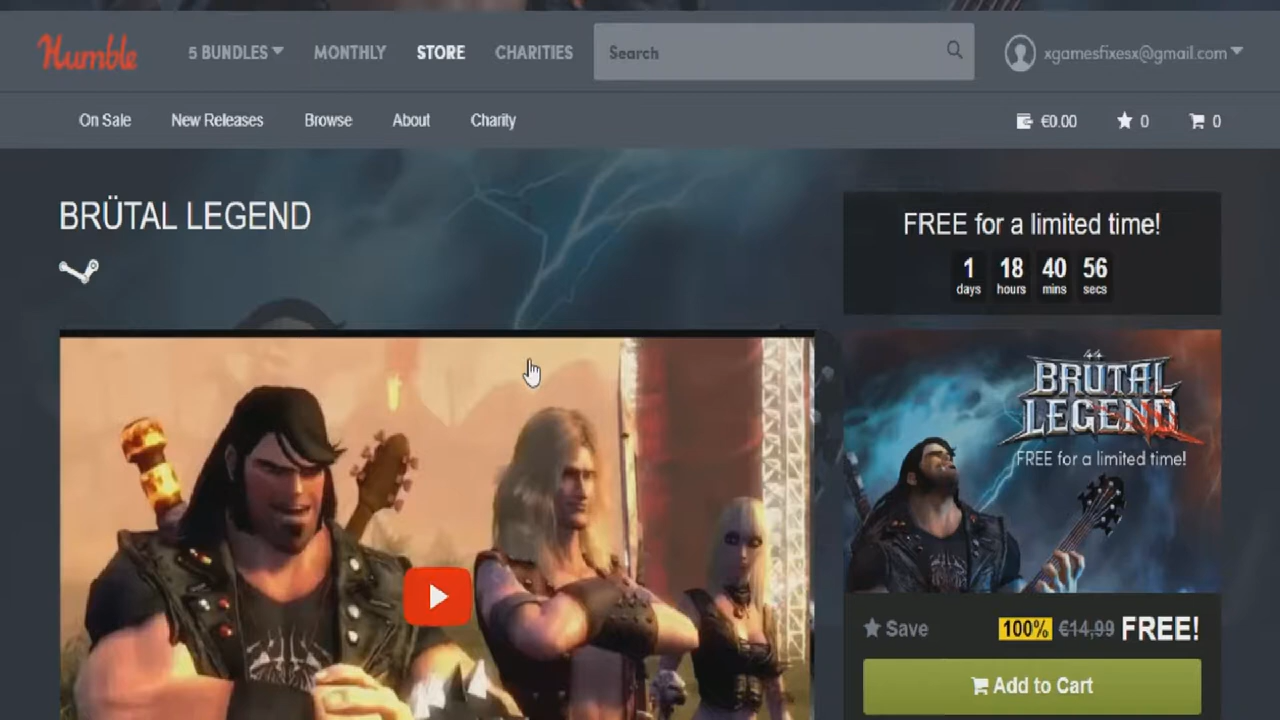 Humble
5 BUNDLES
MONTHLY
STORE
CHARITIES
Search
xgamesfixesx@gmail.com
On Sale
New Releases
Browse
About
Charity
€0.00
0
0
BRÜTAL LEGEND
FREE for a limited time!
1 18 40 56
days hours mins secs
BRÜTAL
LEGEND
FREE for a limited time!
Save
100% €14,99 FREE!
Add to Cart